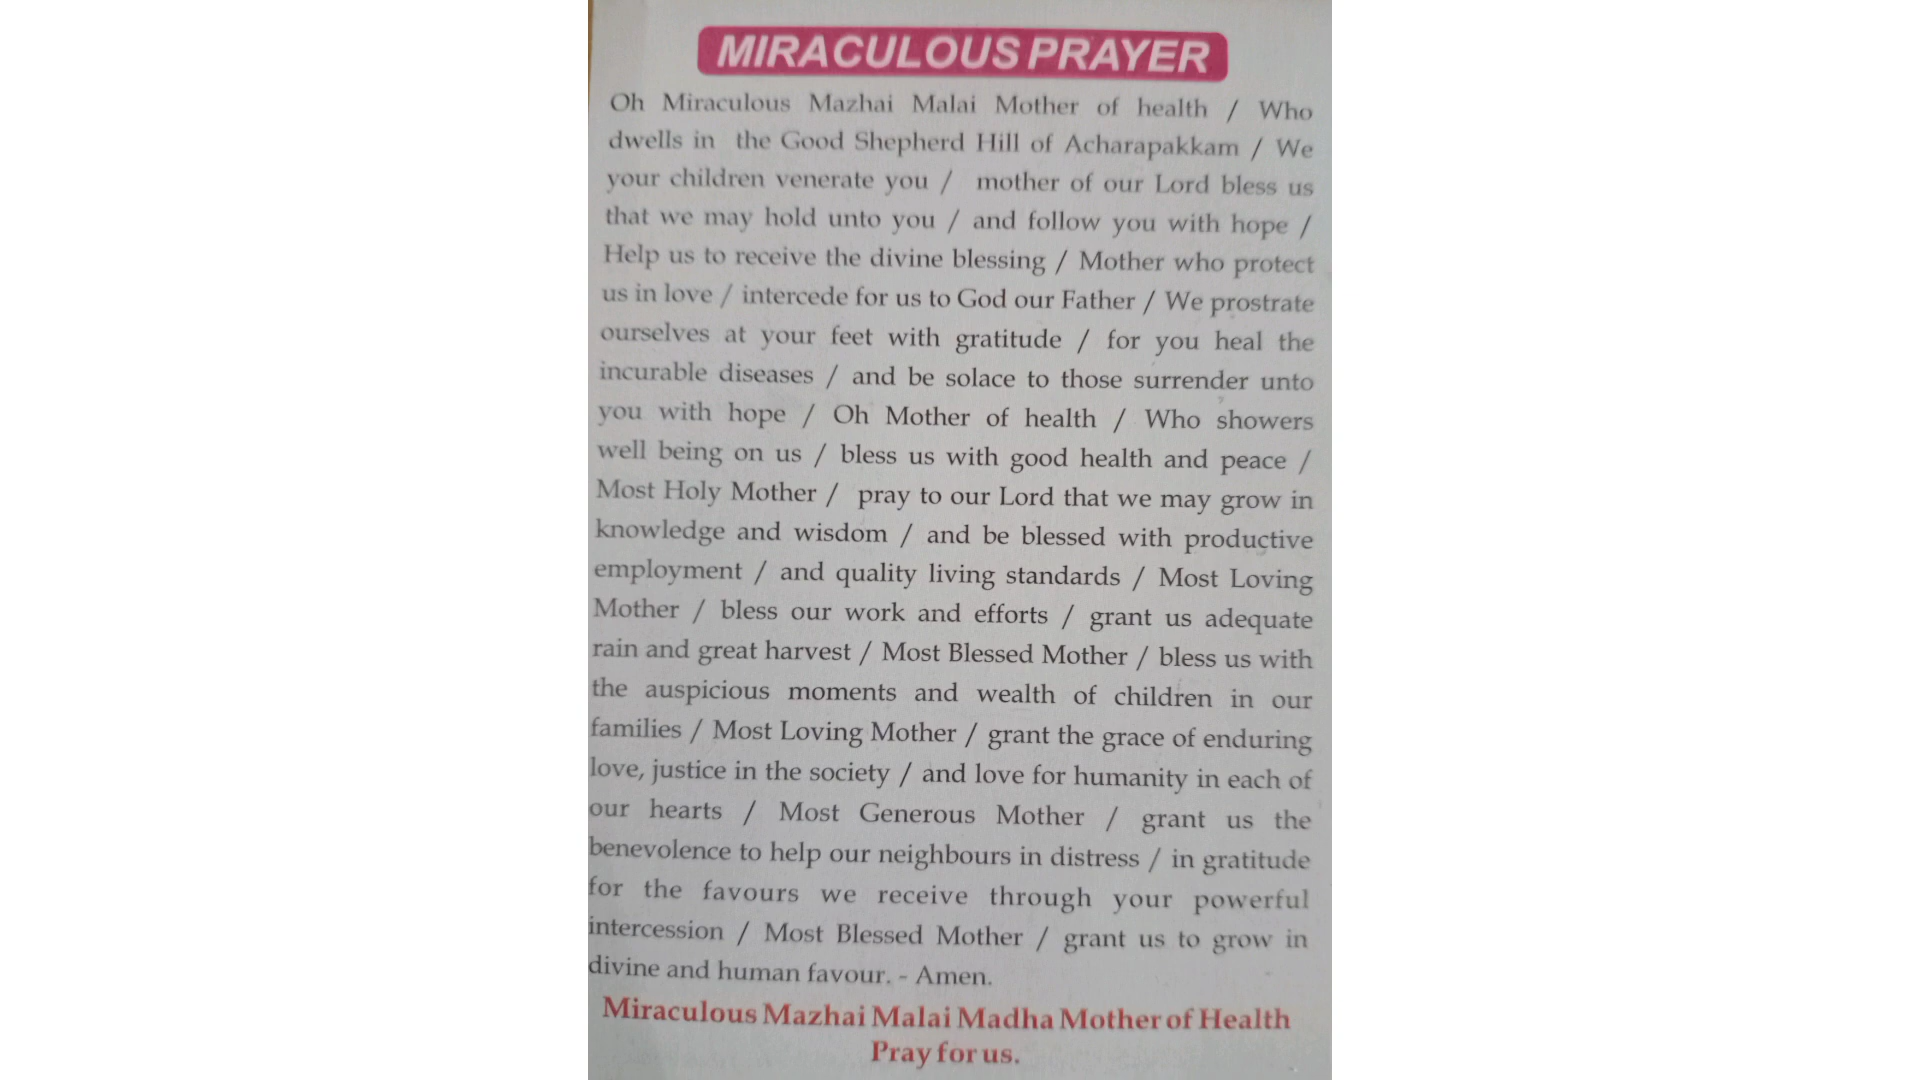 MIRACULOUS PRAYER
Oh Miraculous Mazhai Malai Mother of health / Who
dwells in the Good Shepherd Hill of Acharapakkam / We
your children venerate you / mother of our Lord bless us
that we may hold unto you / and follow you with hope /
Help us to receive the divine blessing / Mother who protect
us in love / intercede for us to God our Father / We prostrate
ourselves at your feet with gratitude / for you heal the
incurable diseases / and be solace to those surrender unto
you with hope / Oh Mother of health / Who showers
well being on us / bless us with good health and peace /
Most Holy Mother / pray to our Lord that we may grow in
knowledge and wisdom / and be blessed with productive
employment / and quality living standards / Most Loving
Mother / bless our work and efforts / grant us adequate
rain and great harvest / Most Blessed Mother / bless us with
the auspicious moments and wealth of children in our
families / Most Loving Mother / grant the grace of enduring
love, justice in the society / and love for humanity in each of
our hearts / Most Generous Mother / grant us the
benevolence to help our neighbours in distress / in gratitude
for the favours we receive through your powerful
intercession / Most Blessed Mother / grant us to grow in
divine and human favour. - Amen.
Miraculous Mazhai Malai Madha Mother of Health
Pray for us.